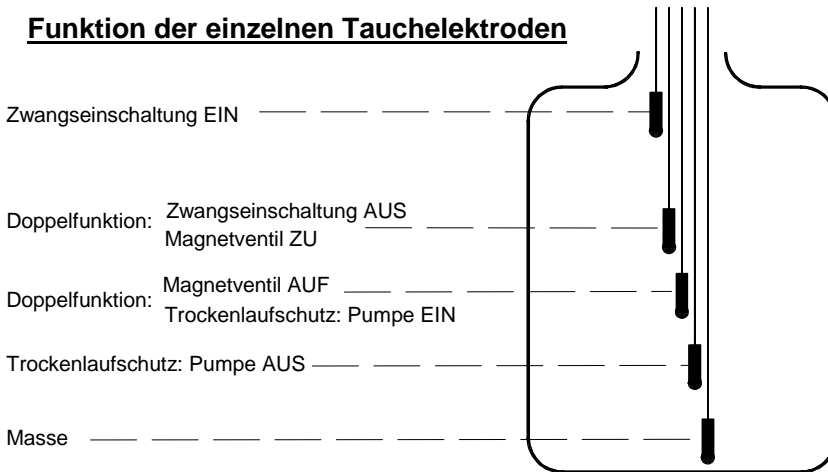 Funktion der einzelnen Tauchelektroden
Zwangseinschaltung EIN
Doppelfunktion: Zwangseinschaltung AUS
Magnetventil ZU
Doppelfunktion: Magnetventil AUF
Trockenlaufschutz: Pumpe EIN
Trockenlaufschutz: Pumpe AUS
Masse